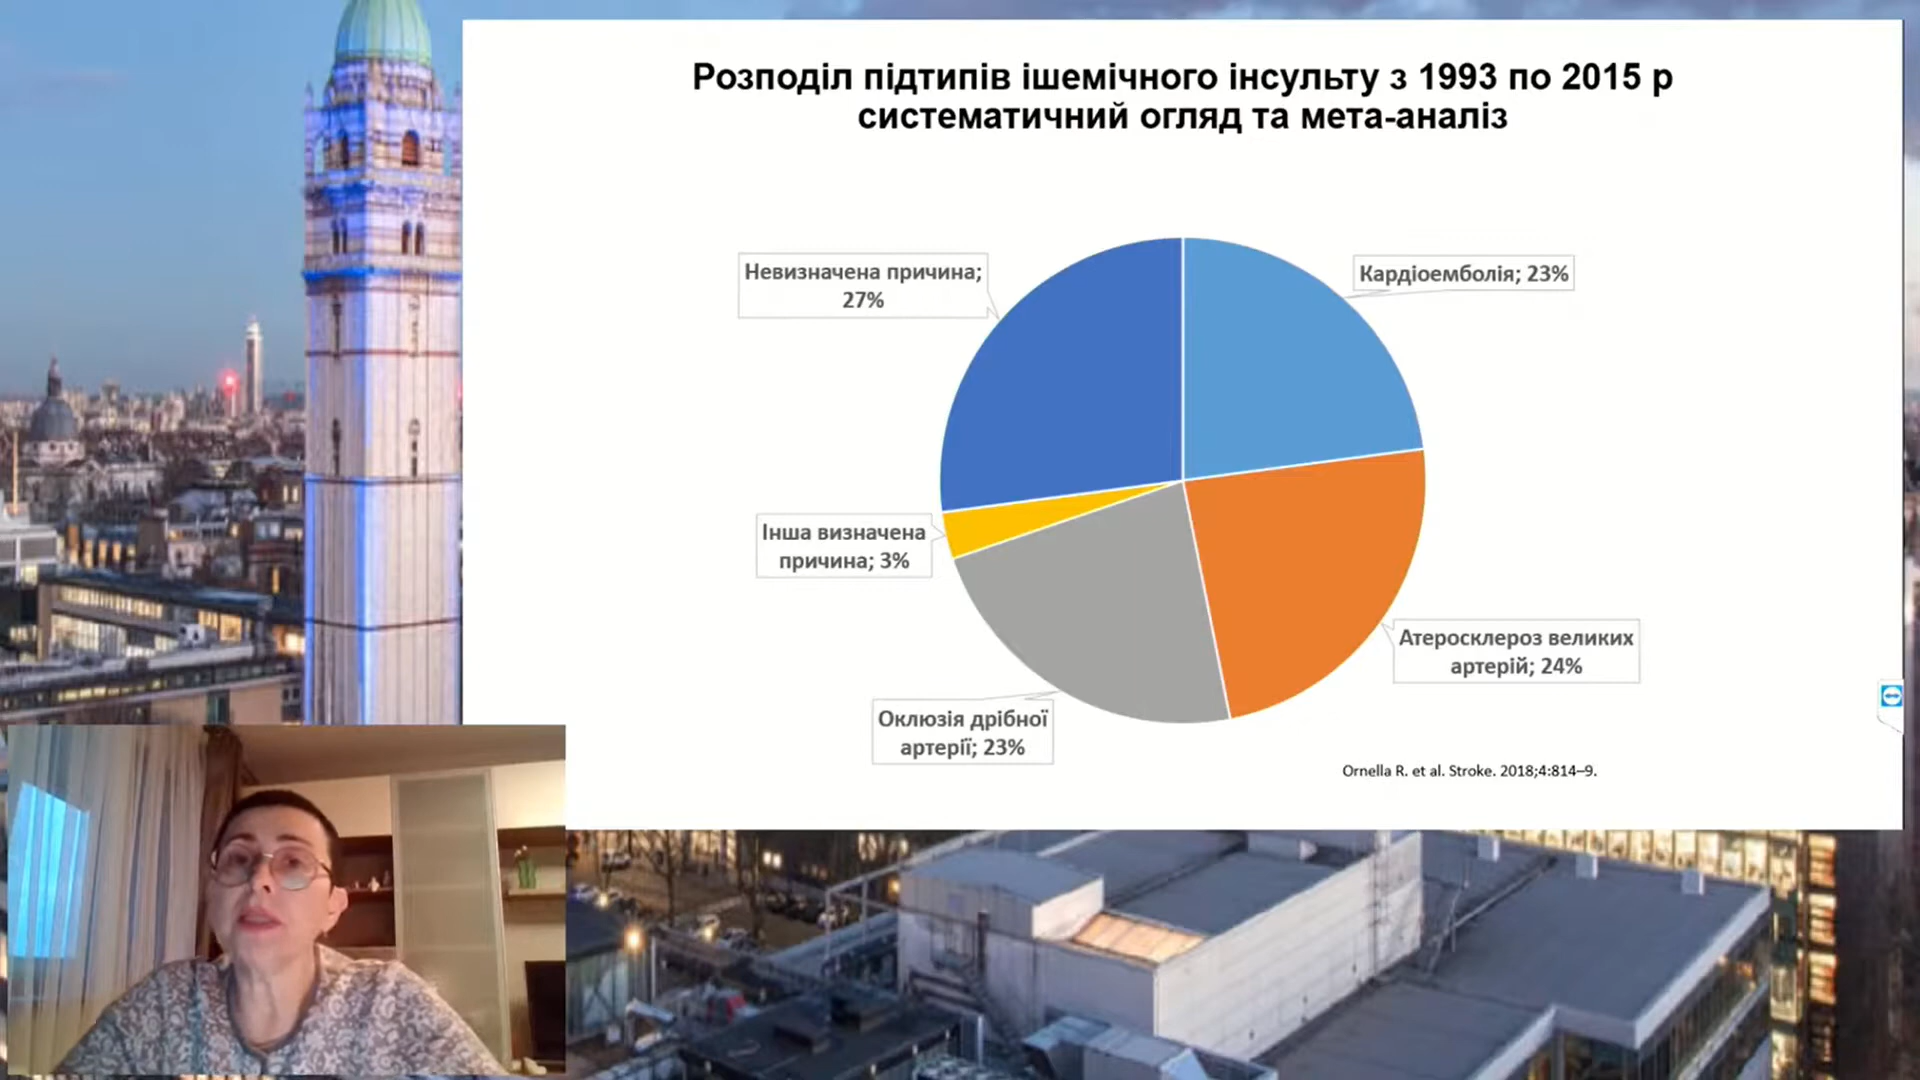 Розподіл підтипів ішемічного інсульту з 1993 по 2015 р
систематичний огляд та мета-аналіз
Невизначена причина;
27%
Кардіоемболія; 23%
Інша визначена
причина; 3%
Атеросклероз великих
артерій; 24%
Оклюзія дрібної
артерії; 23%
Ornella R. et al. Stroke. 2018;4:814–9.